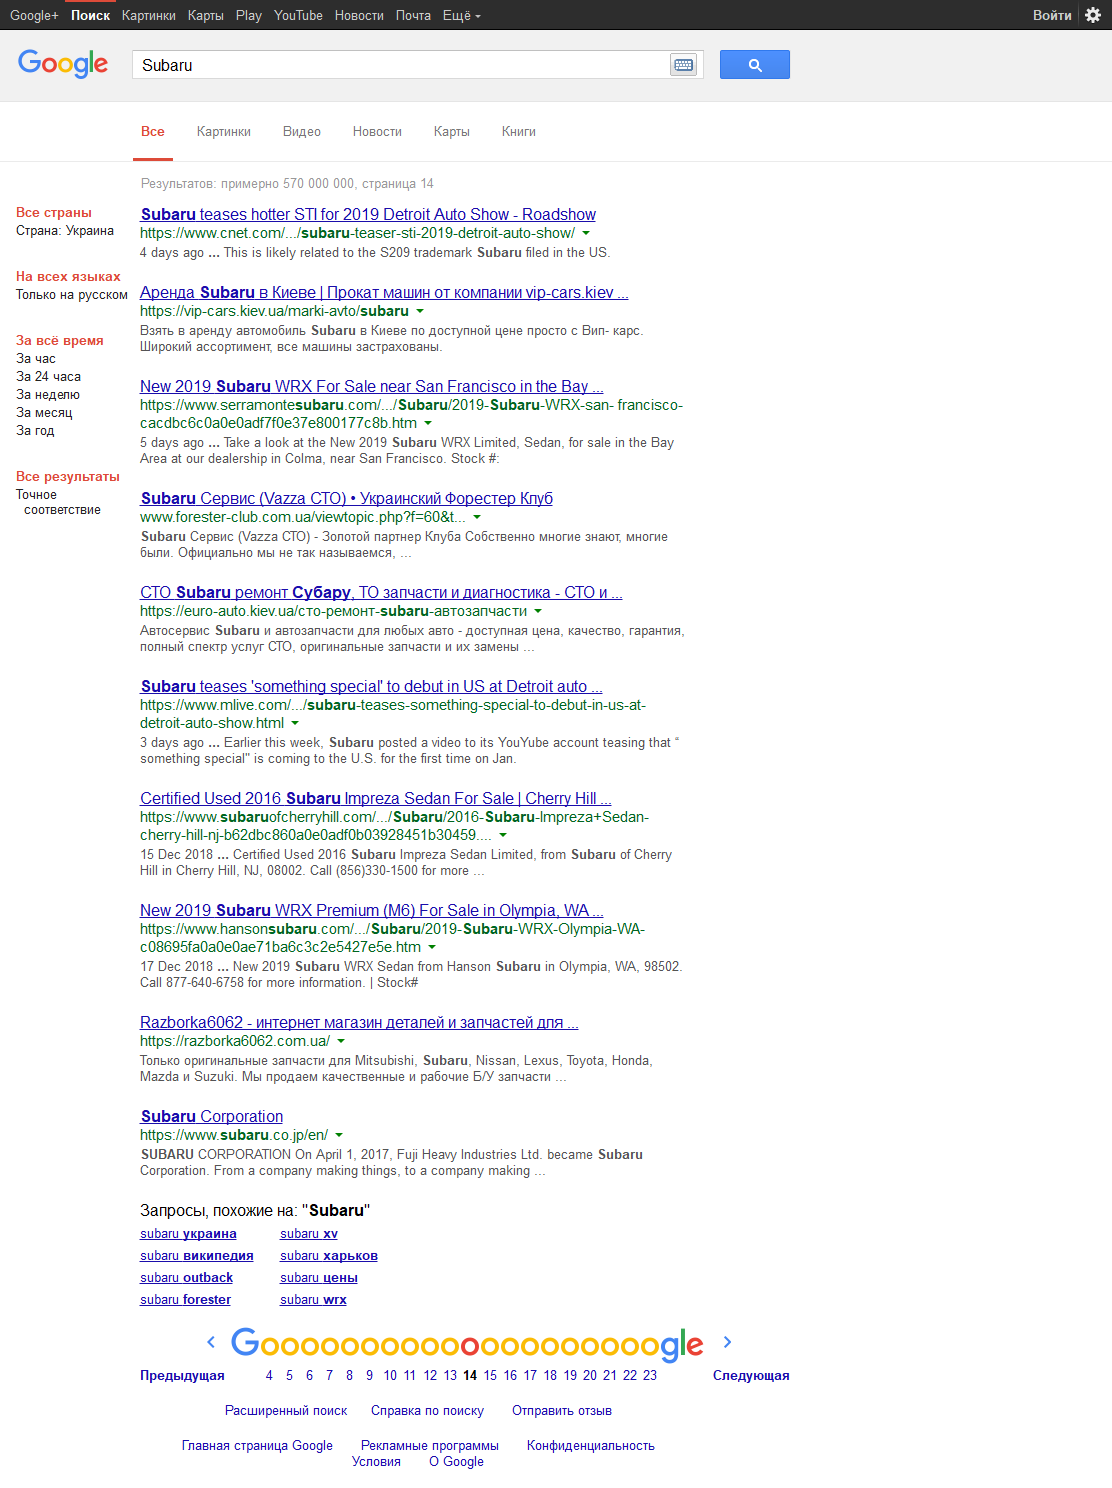 Google+ Поиск Картинки Карты Play YouTube Новости Почта Ещё Войти
Google Subaru
Все Картинки Видео Новости Карты Книги
Результатов: примерно 570 000 000, страница 14
Все страны
Страна: Украина
На всех языках
Только на русском
За всё время
За час
За 24 часа
За неделю
За месяц
За год
Все результаты
Точное
соответствие
Subaru teases hotter STI for 2019 Detroit Auto Show - Roadshow
https://www.cnet.com/.../subaru-teaser-sti-2019-detroit-auto-show/
4 days ago ... This is likely related to the S209 trademark Subaru filed in the US.
Аренда Subaru в Киеве | Прокат машин от компании vip-cars.kiev ...
https://vip-cars.kiev.ua/marki-avto/subaru
Взять в аренду автомобиль Subaru в Киеве по доступной цене просто с Вип- карс.
Широкий ассортимент, все машины застрахованы.
New 2019 Subaru WRX For Sale near San Francisco in the Bay ...
https://www.serramontesubaru.com/.../Subaru/2019-Subaru-WRX-san- francisco-
cacdbc6c0a0e0adf7f0e37e800177c8b.htm
5 days ago ... Take a look at the New 2019 Subaru WRX Limited, Sedan, for sale in the Bay
Area at our dealership in Colma, near San Francisco. Stock #:
Subaru Сервис (Vazza СТО) • Украинский Форестер Клуб
www.forester-club.com.ua/viewtopic.php?f=60&t...
Subaru Сервис (Vazza СТО) - Золотой партнер Клуба Собственно многие знают, многие
были. Официально мы не так называемся, ...
СТО Subaru ремонт Субару, ТО запчасти и диагностика - СТО и ...
https://euro-auto.kiev.ua/сто-ремонт-subaru-автозапчасти
Автосервис Subaru и автозапчасти для любых авто - доступная цена, качество, гарантия,
полный спектр услуг СТО, оригинальные запчасти и их замены ...
Subaru teases 'something special' to debut in US at Detroit auto ...
https://www.mlive.com/.../subaru-teases-something-special-to-debut-in-us-at-
detroit-auto-show.html
3 days ago ... Earlier this week, Subaru posted a video to its YouYube account teasing that “
something special" is coming to the U.S. for the first time on Jan.
Certified Used 2016 Subaru Impreza Sedan For Sale | Cherry Hill ...
https://www.subaruofcherryhill.com/.../Subaru/2016-Subaru-Impreza+Sedan-
cherry-hill-nj-b62dbc860a0e0adf0b03928451b30459....
15 Dec 2018 ... Certified Used 2016 Subaru Impreza Sedan Limited, from Subaru of Cherry
Hill in Cherry Hill, NJ, 08002. Call (856)330-1500 for more ...
New 2019 Subaru WRX Premium (M6) For Sale in Olympia, WA ...
https://www.hansonsubaru.com/.../Subaru/2019-Subaru-WRX-Olympia-WA-
c08695fa0a0e0ae71ba6c3c2e5427e5e.htm
17 Dec 2018 ... New 2019 Subaru WRX Sedan from Hanson Subaru in Olympia, WA, 98502.
Call 877-640-6758 for more information. | Stock#
Razborka6062 - интернет магазин деталей и запчастей для ...
https://razborka6062.com.ua/
Только оригинальные запчасти для Mitsubishi, Subaru, Nissan, Lexus, Toyota, Honda,
Mazda и Suzuki. Мы продаем качественные и рабочие Б/У запчасти ...
Subaru Corporation
https://www.subaru.co.jp/en/
SUBARU CORPORATION On April 1, 2017, Fuji Heavy Industries Ltd. became Subaru
Corporation. From a company making things, to a company making ...
Запросы, похожие на: "Subaru"
subaru украина subaru xv
subaru википедия subaru харьков
subaru outback subaru цены
subaru forester subaru wrx
Goooooooooooooooooooogle
Предыдущая 4 5 6 7 8 9 10 11 12 13 14 15 16 17 18 19 20 21 22 23 Следующая
Расширенный поиск Справка по поиску Отправить отзыв
Главная страница Google Рекламные программы Конфиденциальность
Условия О Google